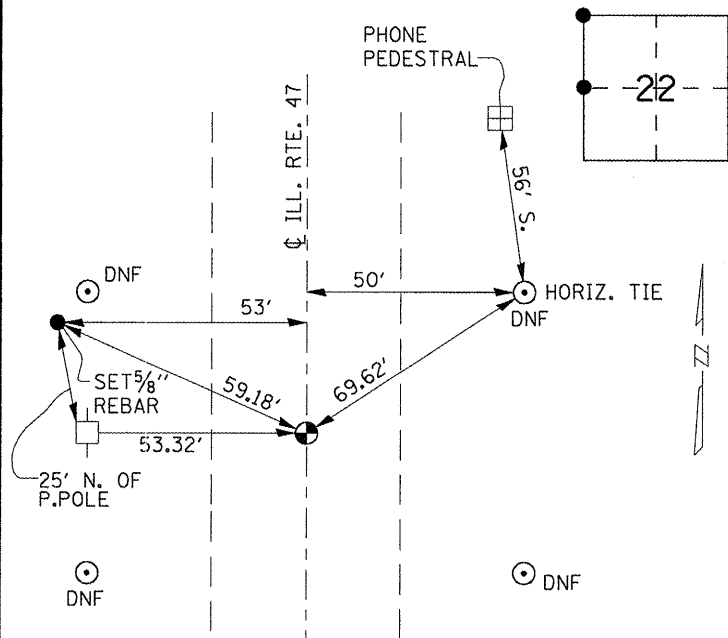 PHONE
PEDESTRAL
22
℄ ILL. RTE. 47
56' S.
DNF
50'
HORIZ. TIE
DNF
53'
SET 5/8"
REBAR
59.18'
69.62'
53.32'
25' N. OF
P.POLE
N
DNF
DNF